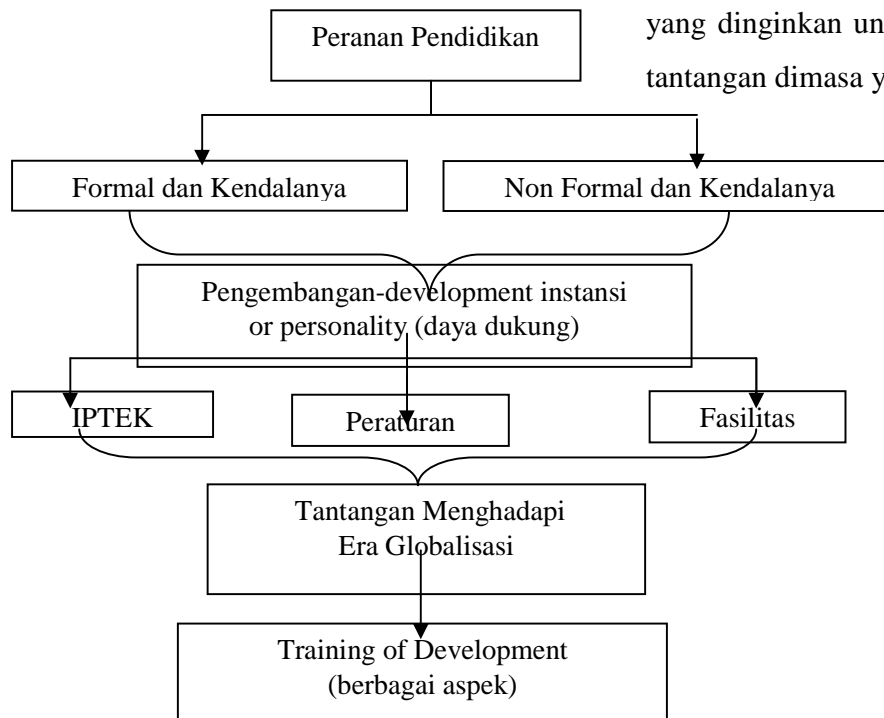 Peranan Pendidikan
yang dinginkan un
tantangan dimasa y
Formal dan Kendalanya
Non Formal dan Kendalanya
Pengembangan-development instansi
or personality (daya dukung)
IPTEK
Peraturan
Fasilitas
Tantangan Menghadapi
Era Globalisasi
Training of Development
(berbagai aspek)